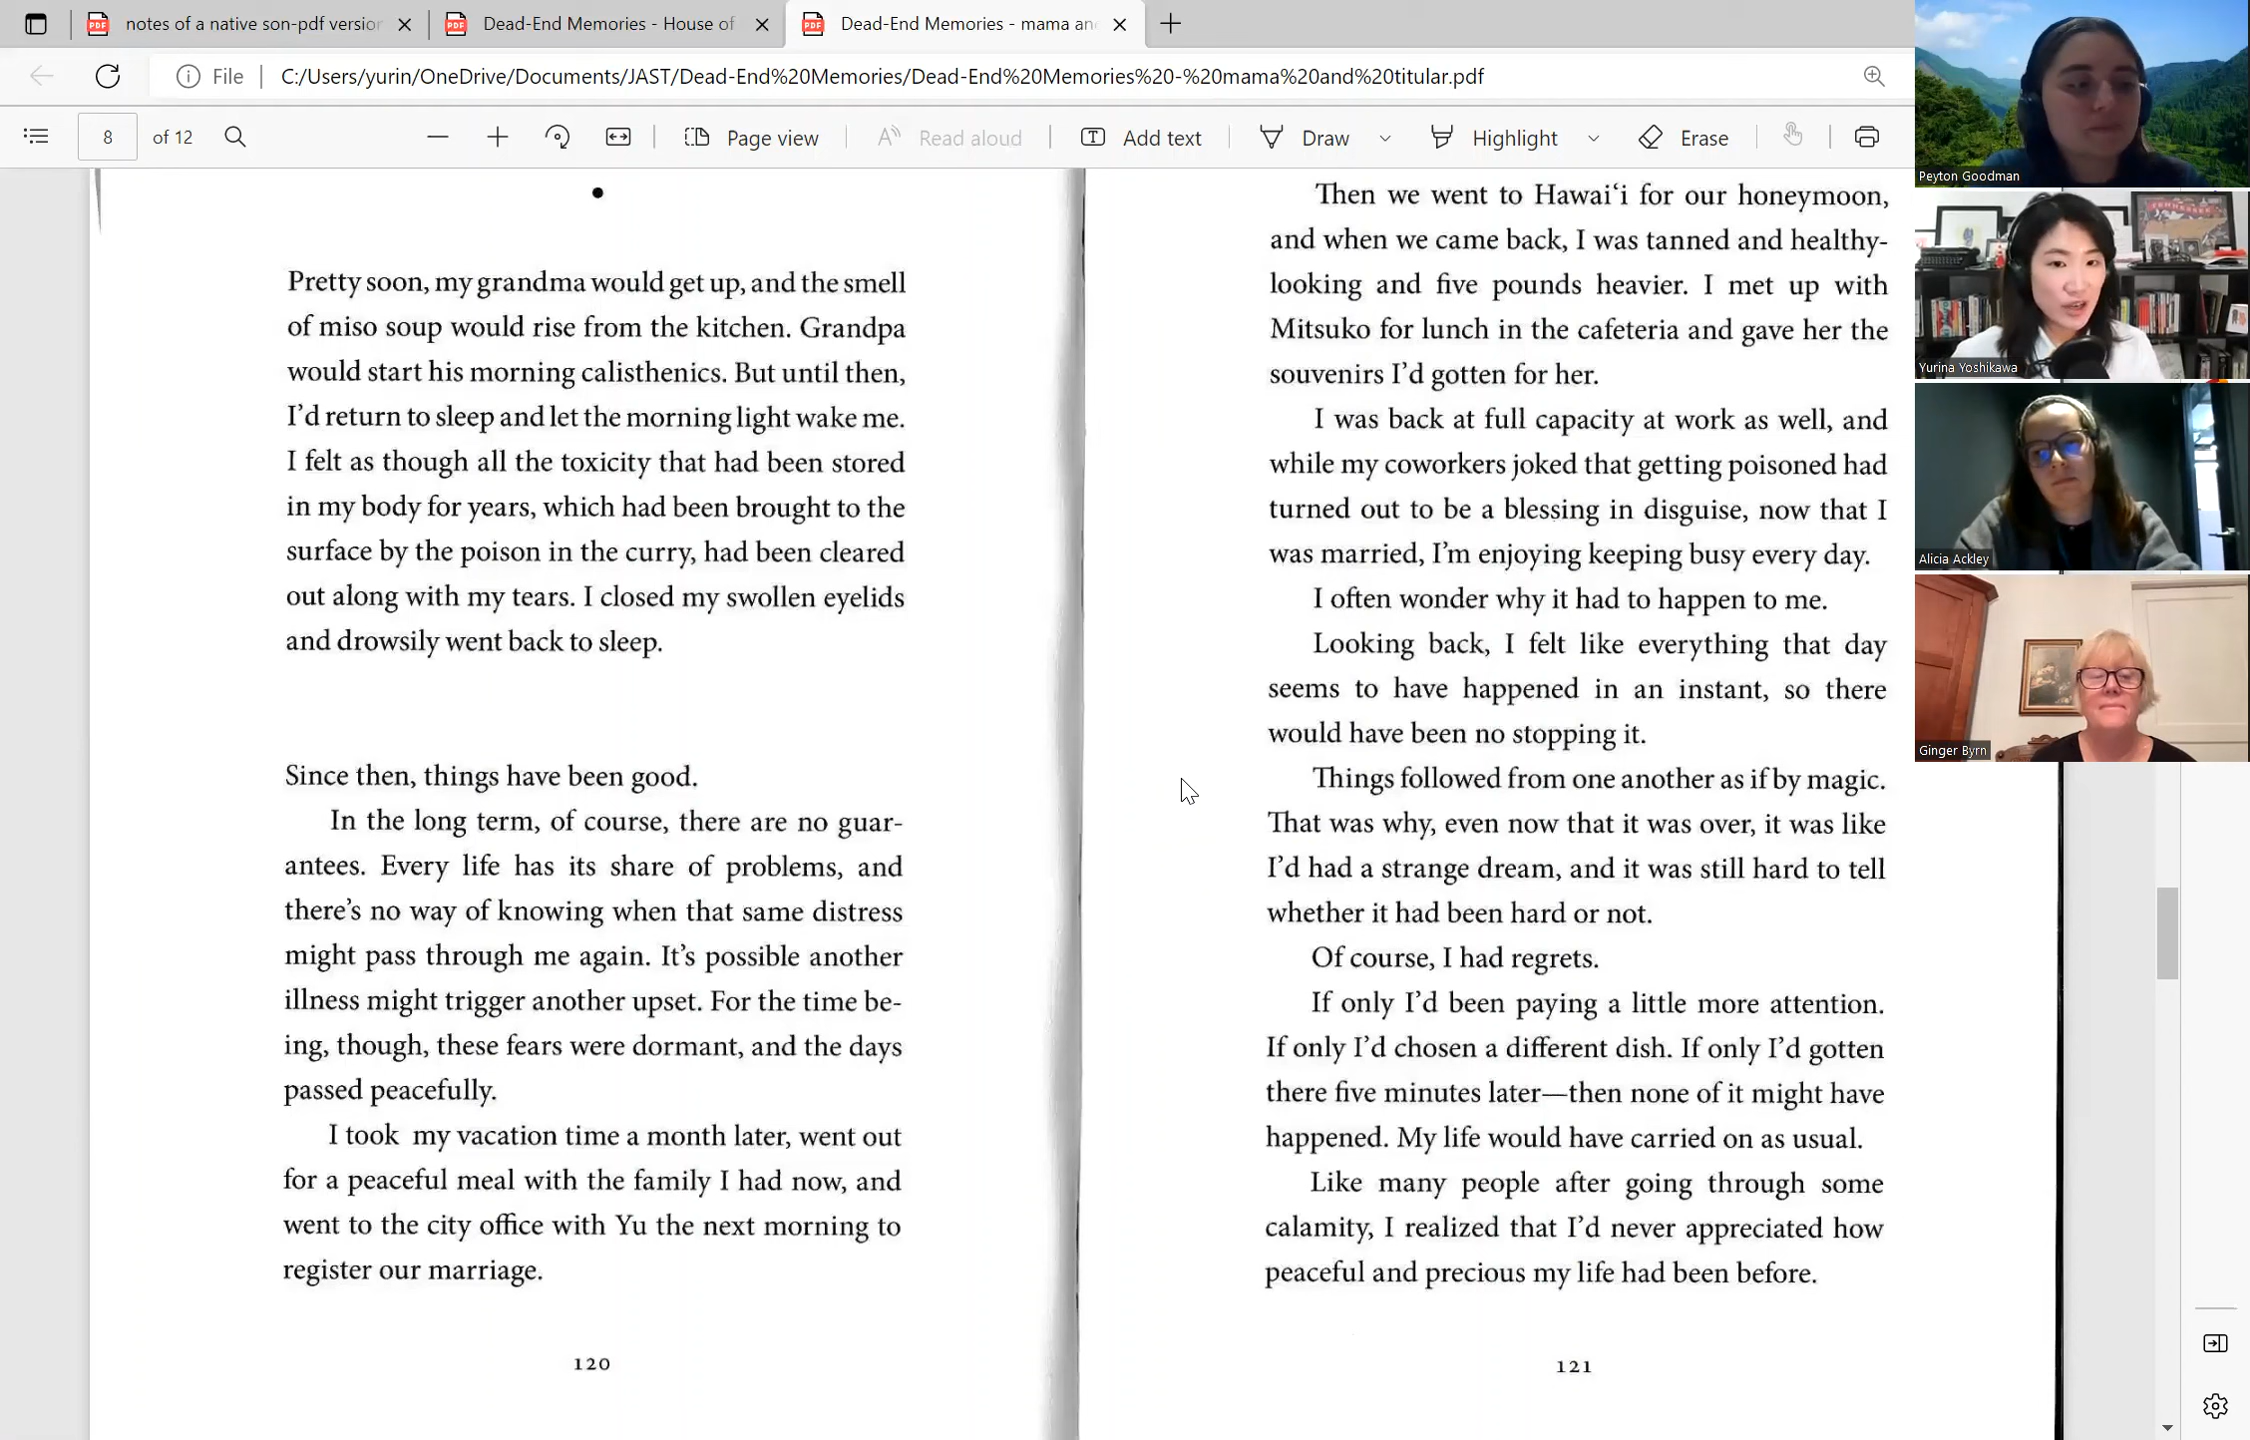 notes of a native son-pdf versio
Dead-End Memories - House of
Dead-End Memories - mama an
File
C:/Users/yurin/OneDrive/Documents/JAST/Dead-End%20Memories/Dead-End%20Memories%20-%20mama%20and%20titular.pdf
8 of 12
Page view
Read aloud
Add text
Draw
Highlight
Erase
Pretty soon, my grandma would get up, and the smell
of miso soup would rise from the kitchen. Grandpa
would start his morning calisthenics. But until then,
I’d return to sleep and let the morning light wake me.
I felt as though all the toxicity that had been stored
in my body for years, which had been brought to the
surface by the poison in the curry, had been cleared
out along with my tears. I closed my swollen eyelids
and drowsily went back to sleep.
Since then, things have been good.
In the long term, of course, there are no guar-
antees. Every life has its share of problems, and
there’s no way of knowing when that same distress
might pass through me again. It’s possible another
illness might trigger another upset. For the time be-
ing, though, these fears were dormant, and the days
passed peacefully.
I took my vacation time a month later, went out
for a peaceful meal with the family I had now, and
went to the city office with Yu the next morning to
register our marriage.
120
Then we went to Hawai‘i for our honeymoon,
and when we came back, I was tanned and healthy-
looking and five pounds heavier. I met up with
Mitsuko for lunch in the cafeteria and gave her the
souvenirs I’d gotten for her.
I was back at full capacity at work as well, and
while my coworkers joked that getting poisoned had
turned out to be a blessing in disguise, now that I
was married, I’m enjoying keeping busy every day.
I often wonder why it had to happen to me.
Looking back, I felt like everything that day
seems to have happened in an instant, so there
would have been no stopping it.
Things followed from one another as if by magic.
That was why, even now that it was over, it was like
I’d had a strange dream, and it was still hard to tell
whether it had been hard or not.
Of course, I had regrets.
If only I’d been paying a little more attention.
If only I’d chosen a different dish. If only I’d gotten
there five minutes later—then none of it might have
happened. My life would have carried on as usual.
Like many people after going through some
calamity, I realized that I’d never appreciated how
peaceful and precious my life had been before.
121
Peyton Goodman
Yurina Yoshikawa
Alicia Ackley
Ginger Byrn